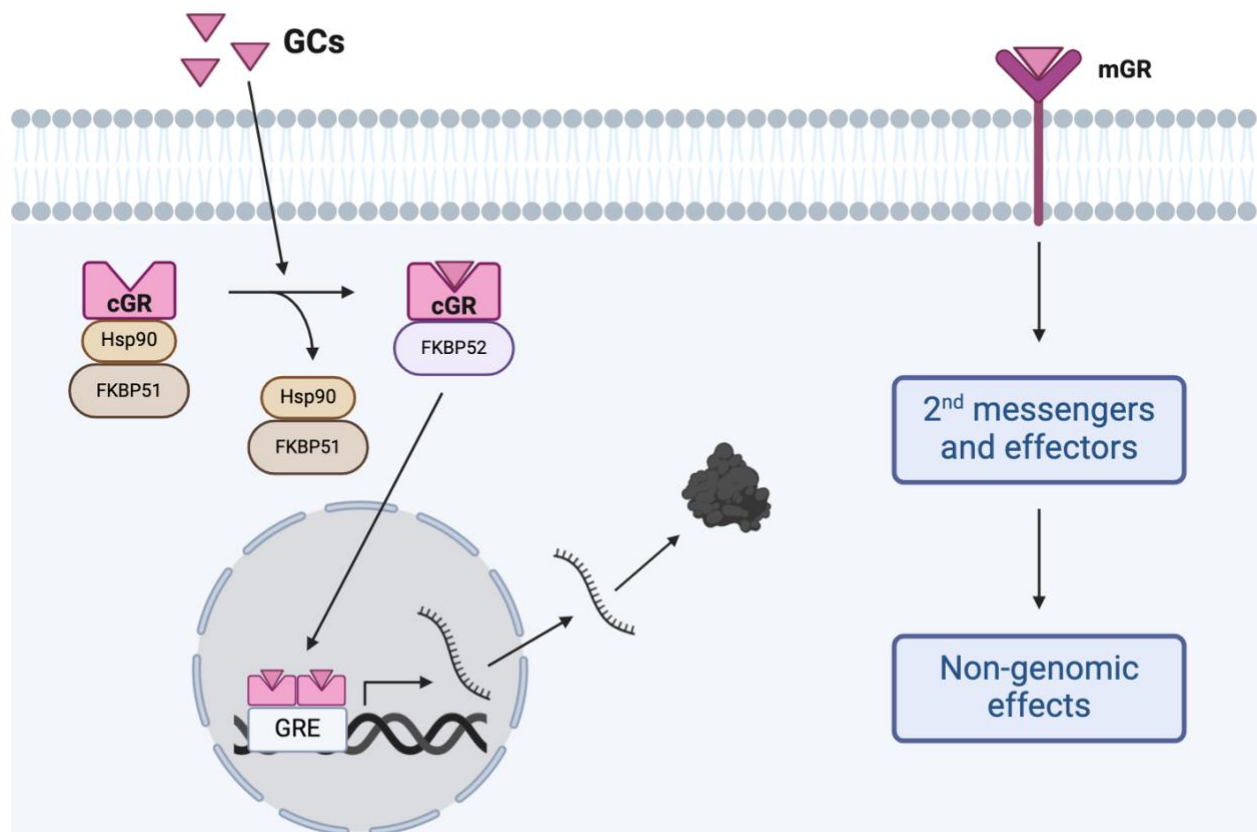 GCs
mGR
cGR
Hsp90
FKBP51
Hsp90
FKBP51
cGR
FKBP52
2nd messengers
and effectors
GRE
Non-genomic
effects